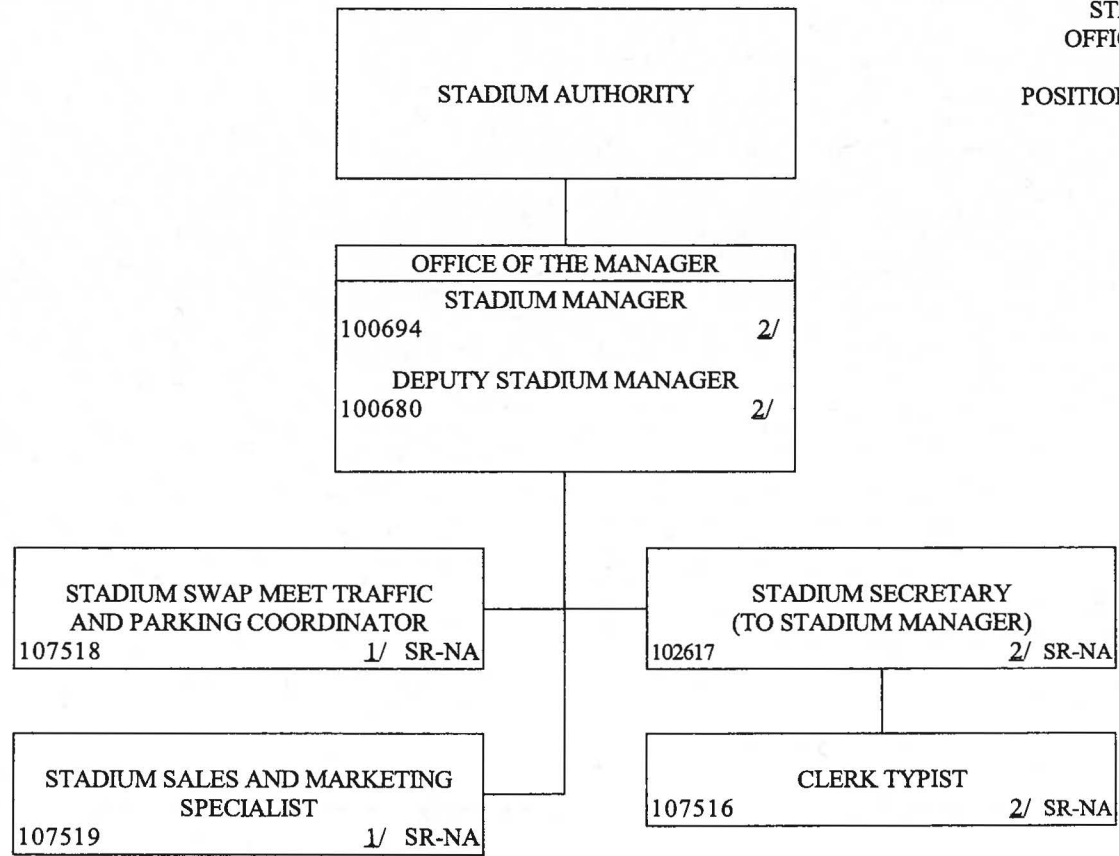 STADIUM AUTHORITY
POSITION
OFFICE OF THE MANAGER
STADIUM MANAGER
100694 2/
DEPUTY STADIUM MANAGER
100680 2/
STADIUM SWAP MEET TRAFFIC
AND PARKING COORDINATOR
107518 1/ SR-NA
STADIUM SECRETARY
(TO STADIUM MANAGER)
102617 2/ SR-NA
STADIUM SALES AND MARKETING
SPECIALIST
107519 1/ SR-NA
CLERK TYPIST
107516 2/ SR-NA